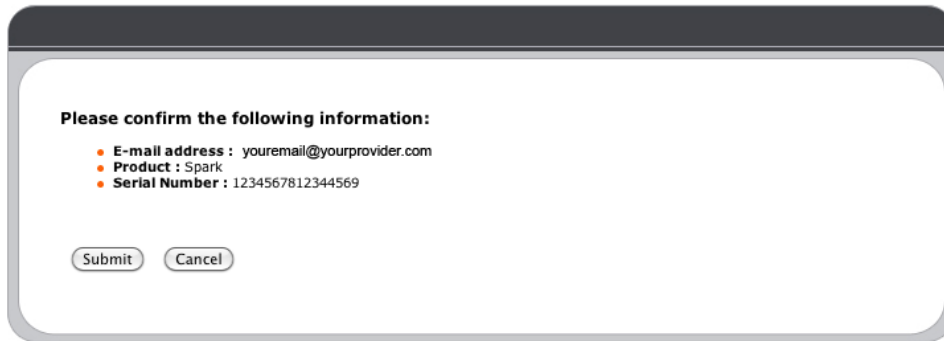 Please confirm the following information:
E-mail address : youremail@yourprovider.com
Product : Spark
Serial Number : 1234567812344569
Submit Cancel